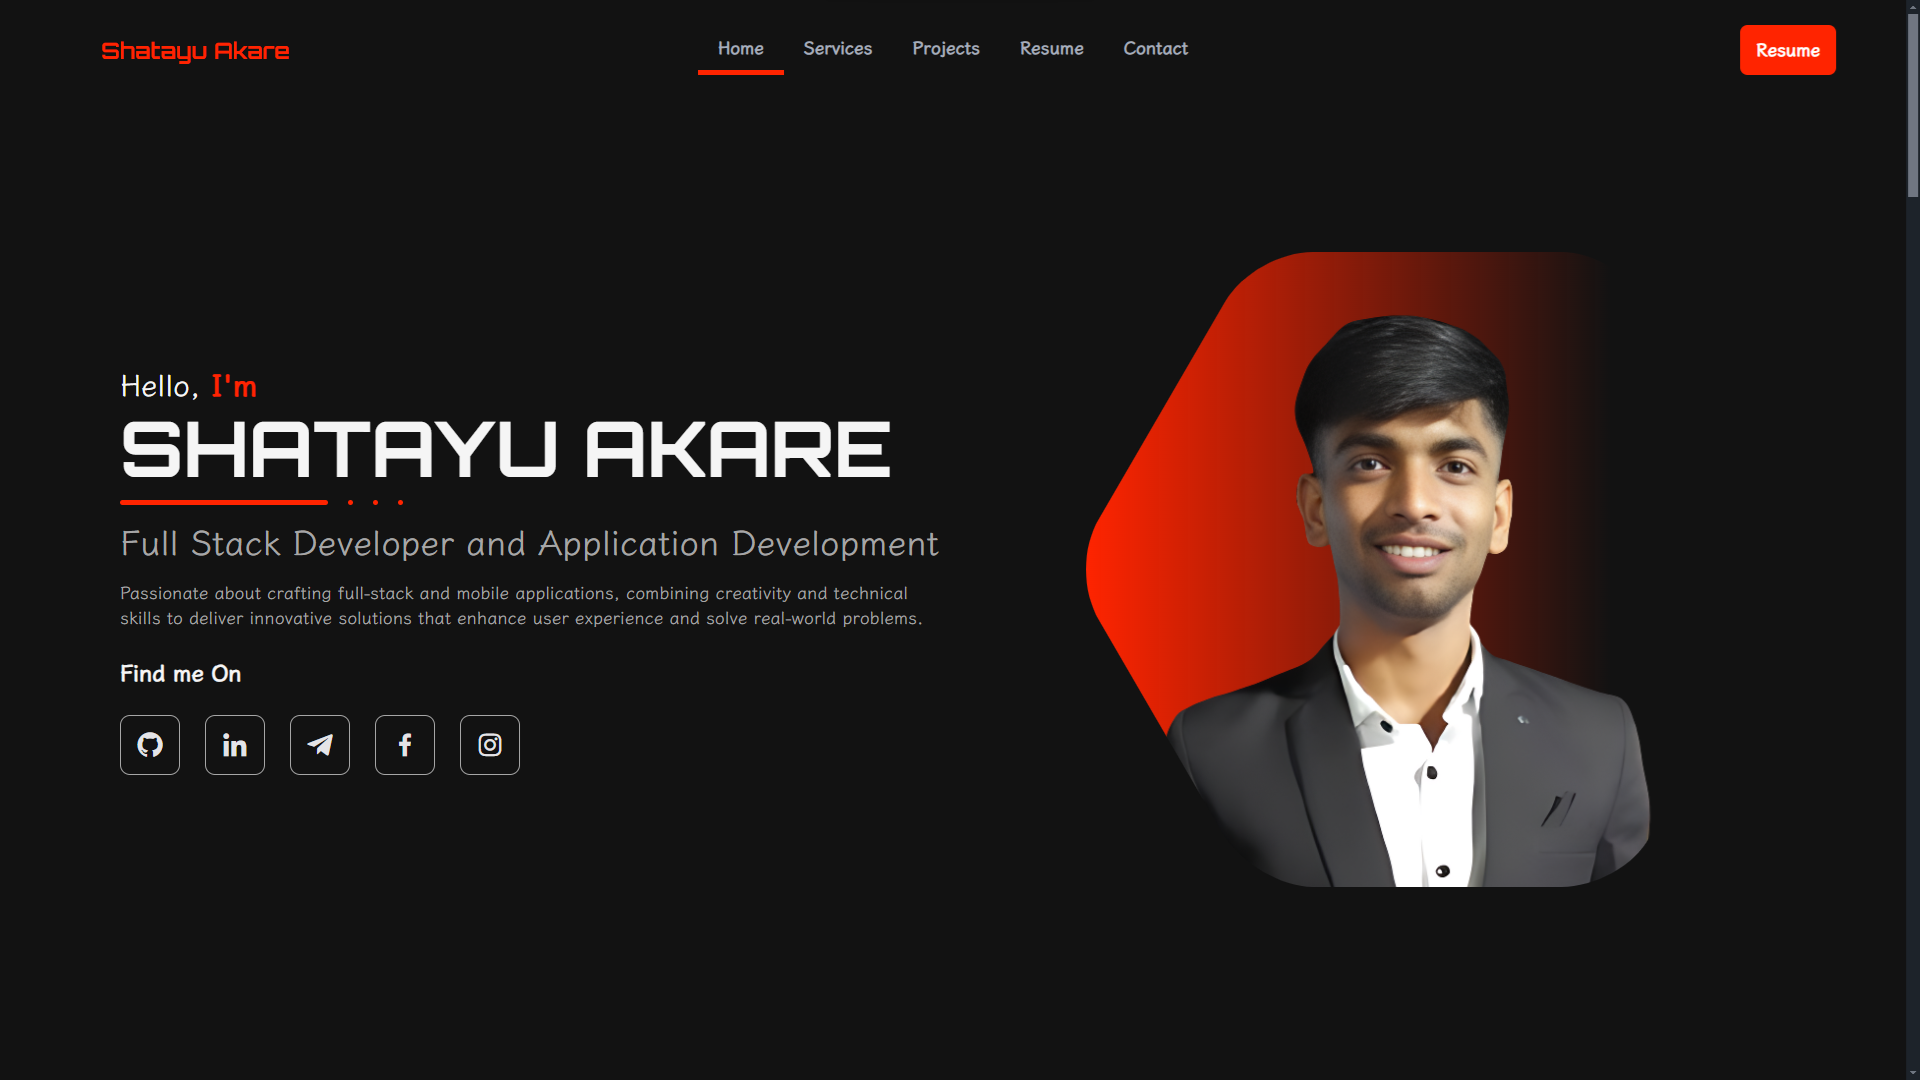 Shatayu Akare
Home Services Projects Resume Contact
Resume
Hello, I'm
SHATAYU AKARE
Full Stack Developer and Application Development
Passionate about crafting full-stack and mobile applications, combining creativity and technical
skills to deliver innovative solutions that enhance user experience and solve real-world problems.
Find me On
in